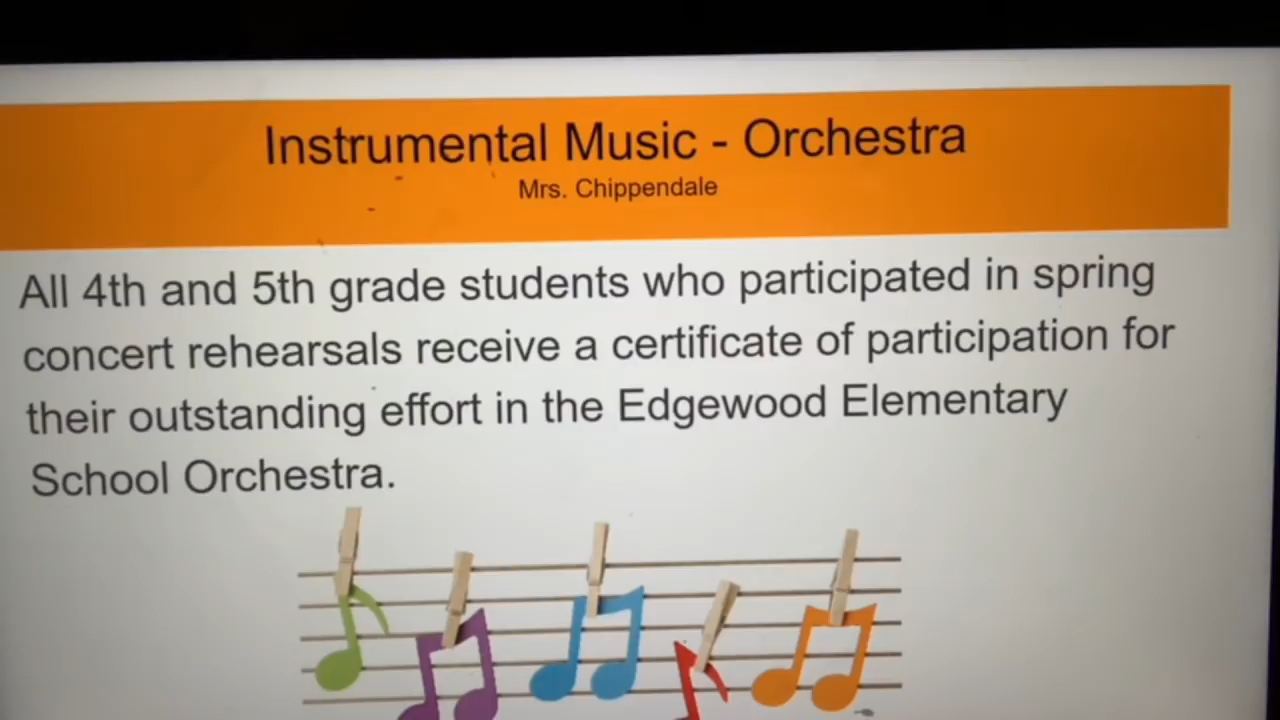 Instrumental Music - Orchestra
Mrs. Chippendale
All 4th and 5th grade students who participated in spring
concert rehearsals receive a certificate of participation for
their outstanding effort in the Edgewood Elementary
School Orchestra.